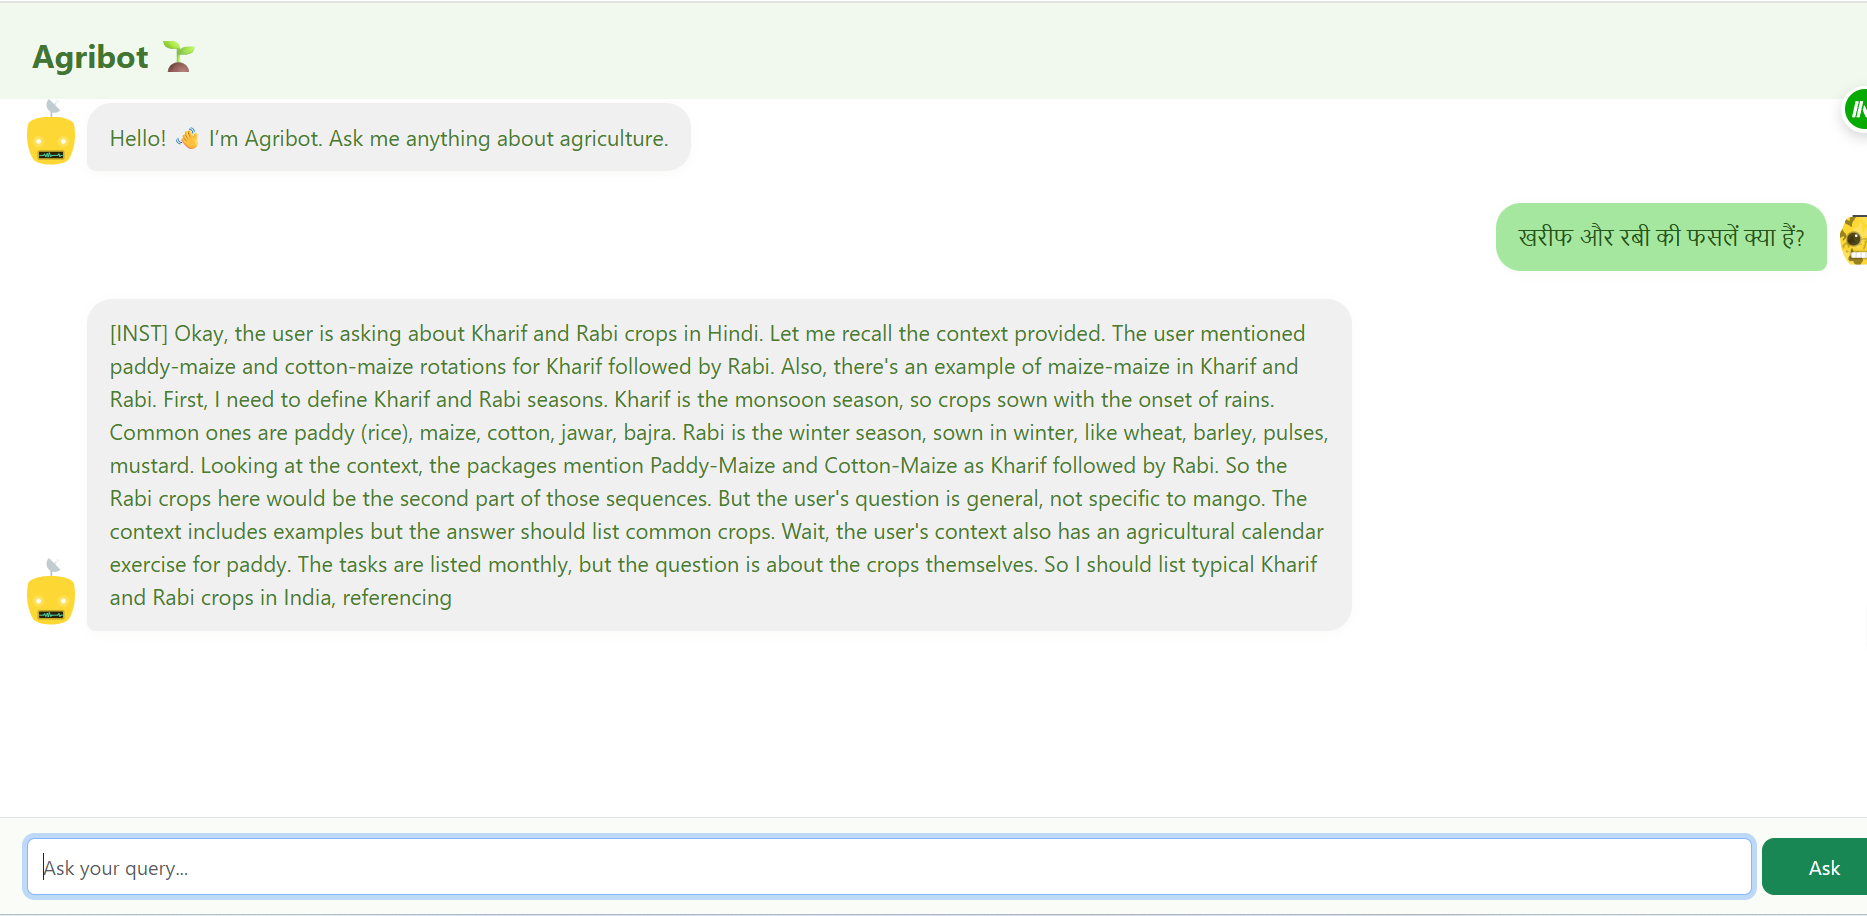 Agribot 🌱
Hello! 👋 I’m Agribot. Ask me anything about agriculture.
खरीफ और रबी की फसलें क्या हैं?
[INST] Okay, the user is asking about Kharif and Rabi crops in Hindi. Let me recall the context provided. The user mentioned
paddy-maize and cotton-maize rotations for Kharif followed by Rabi. Also, there's an example of maize-maize in Kharif and
Rabi. First, I need to define Kharif and Rabi seasons. Kharif is the monsoon season, so crops sown with the onset of rains.
Common ones are paddy (rice), maize, cotton, jawar, bajra. Rabi is the winter season, sown in winter, like wheat, barley, pulses,
mustard. Looking at the context, the packages mention Paddy-Maize and Cotton-Maize as Kharif followed by Rabi. So the
Rabi crops here would be the second part of those sequences. But the user's question is general, not specific to mango. The
context includes examples but the answer should list common crops. Wait, the user's context also has an agricultural calendar
exercise for paddy. The tasks are listed monthly, but the question is about the crops themselves. So I should list typical Kharif
and Rabi crops in India, referencing
Ask your query...
Ask